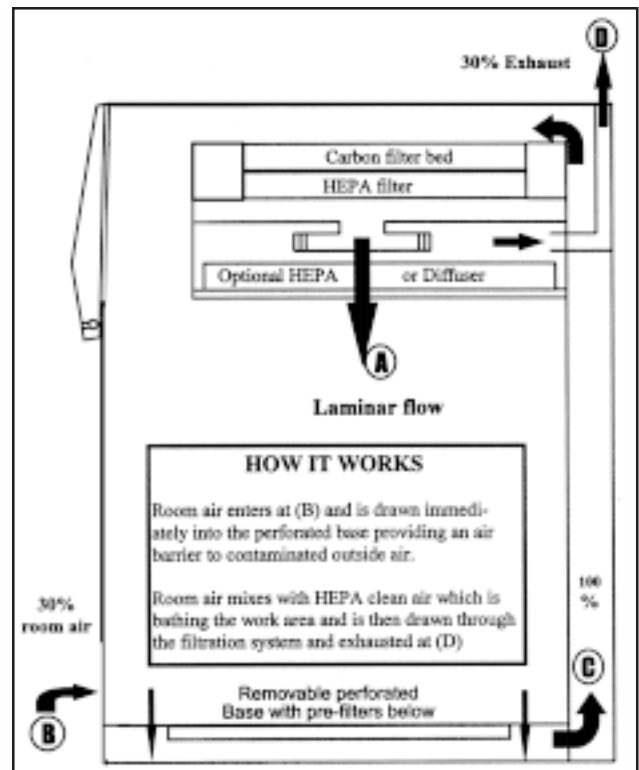 D
30% Exhaust
Carbon filter bed
HEPA filter
Optional HEPA or Diffuser
A
Laminar flow
HOW IT WORKS
Room air enters at (B) and is drawn immedi-
ately into the perforated base providing an air
barrier to contaminated outside air.
Room air mixes with HEPA clean air which is
bathing the work area and is then drawn through
the filtration system and exhausted at (D)
30%
room air
100
%
C
Removable perforated
Base with pre-filters below
B